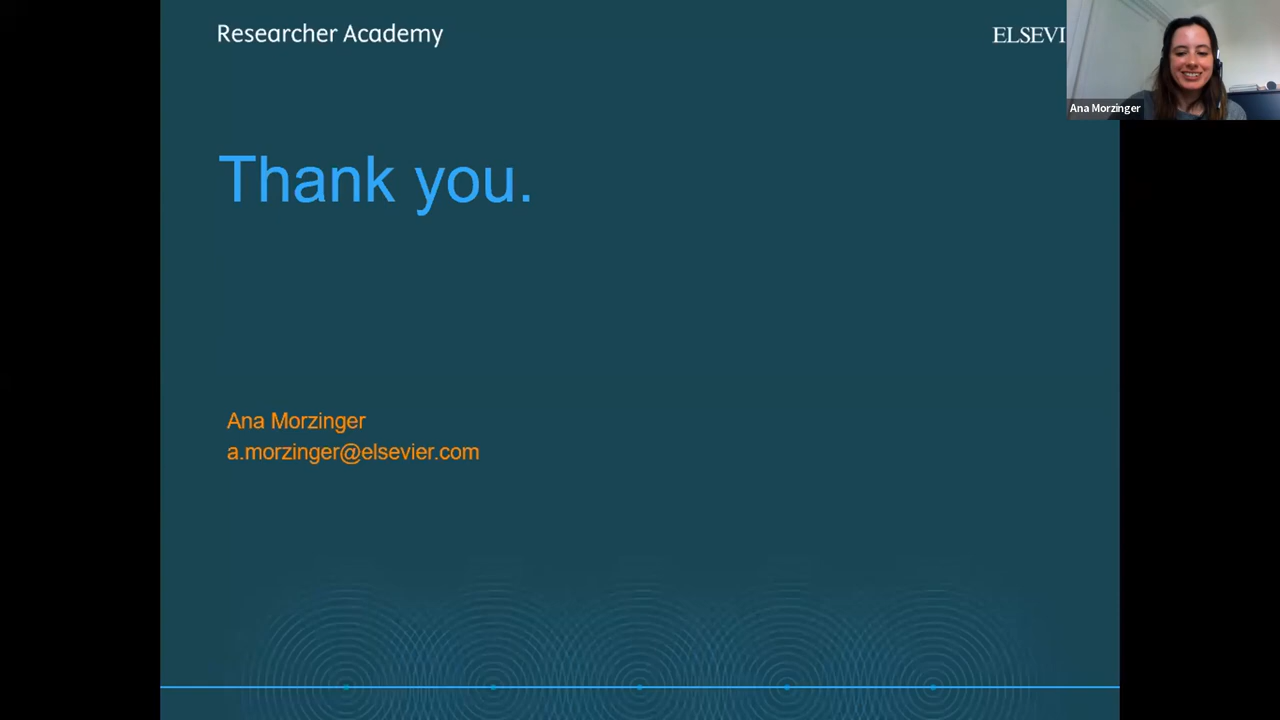 Researcher Academy
ELSEVI
Ana Morzinger
Thank you.
Ana Morzinger
a.morzinger@elsevier.com